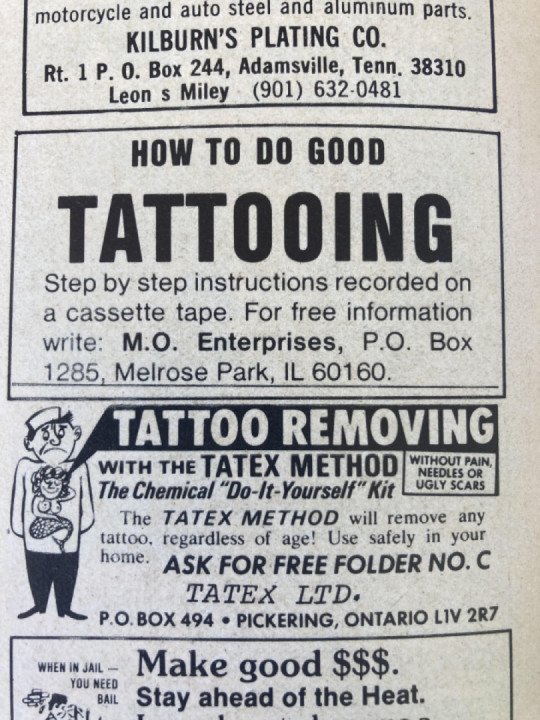 motorcycle and auto steel and aluminum parts.
KILBURN'S PLATING CO.
Rt. 1 P. O. Box 244, Adamsville, Tenn. 38310
Leon s Miley (901) 632-0481
HOW TO DO GOOD
TATTOOING
Step by step instructions recorded on
a cassette tape. For free information
write: M.O. Enterprises, P.O. Box
1285, Melrose Park, IL 60160.
TATTOO REMOVING
WITH THE TATEX METHOD
The Chemical "Do-It-Yourself" Kit
WITHOUT PAIN,
NEEDLES OR
UGLY SCARS
The TATEX METHOD will remove any
tattoo, regardless of age! Use safely in your
home. ASK FOR FREE FOLDER NO. C
TATEX LTD.
P.O. BOX 494 • PICKERING, ONTARIO L1V 2R7
WHEN IN JAIL —
YOU NEED
BAIL
Make good $$$.
Stay ahead of the Heat.